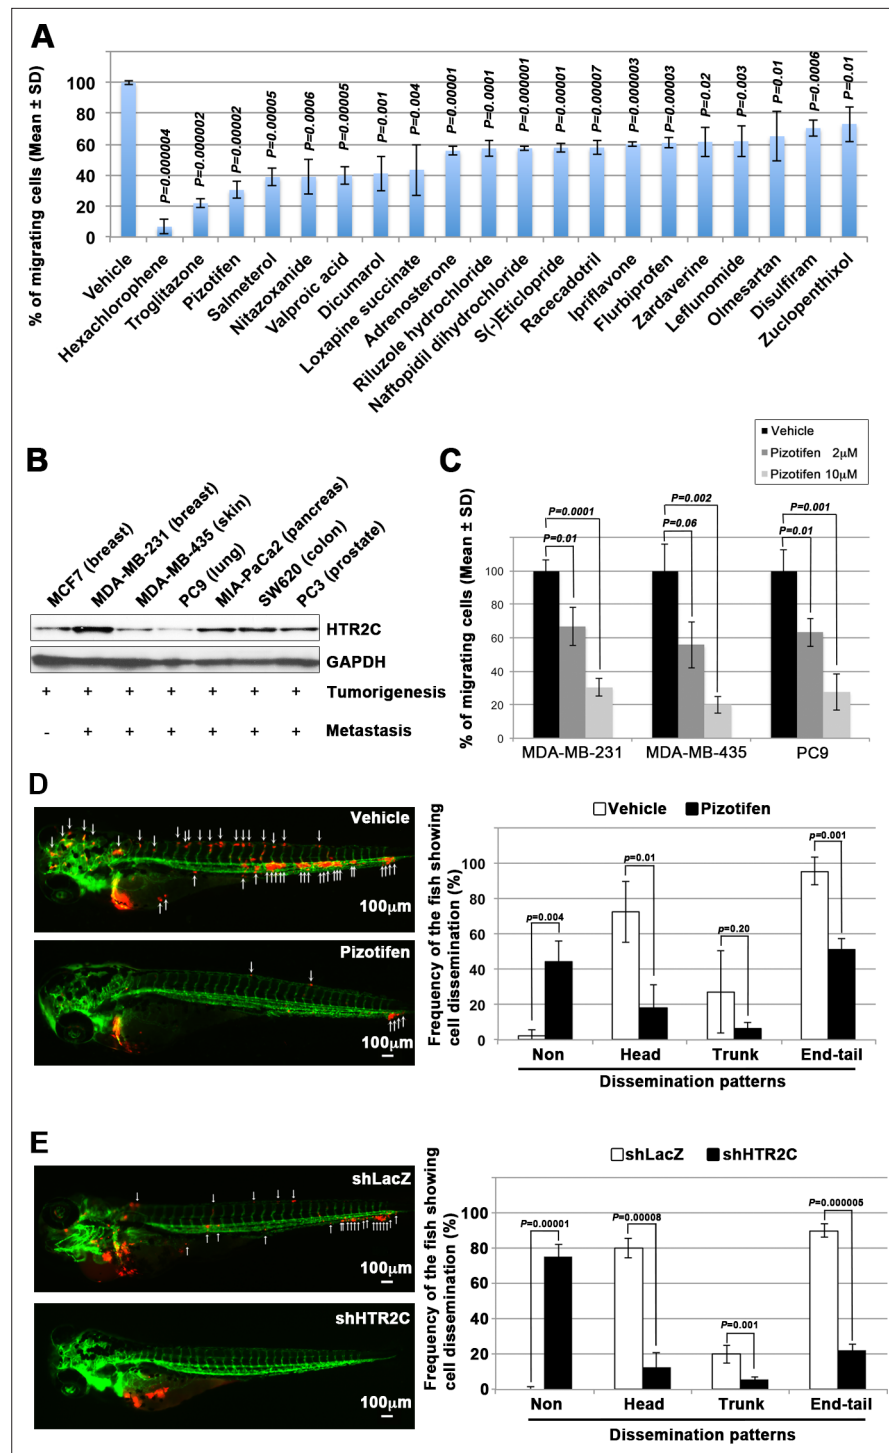 A
% of migrating cells (Mean ± SD)
100
80
60
40
20
0
P=0.000004
P=0.000002
P=0.00002
P=0.00005
P=0.0006
P=0.00005
P=0.001
P=0.004
P=0.00001
P=0.0001
P=0.000001
P=0.00001
P=0.00007
P=0.000003
P=0.00003
P=0.02
P=0.003
P=0.01
P=0.0006
P=0.01
Vehicle
Hexachlorophene
Troglitazone
Pizotifen
Salmeterol
Nitazoxanide
Valproic acid
Dicumarol
Loxapine succinate
Adrenosterone
Riluzole hydrochloride
Naftopidil dihydrochloride
S(-)Eticlopride
Racecadotril
Ipriflavone
Flurbiprofen
Zardaverine
Leflunomide
Olmesartan
Disulfiram
Zuclopenthixol
B
MCF7 (breast)
MDA-MB-231 (breast)
MDA-MB-435 (skin)
PC9 (lung)
MIA-PaCa2 (pancreas)
SW620 (colon)
PC3 (prostate)
HTR2C
GAPDH
+ + + + + + + Tumorigenesis
- + + + + + + Metastasis
C
Vehicle
Pizotifen 2μM
Pizotifen 10μM
% of migrating cells (Mean ± SD)
100
80
60
40
20
0
P=0.0001
P=0.01
P=0.002
P=0.06
P=0.001
P=0.01
MDA-MB-231
MDA-MB-435
PC9
D
Vehicle
100μm
Pizotifen
100μm
Vehicle
Pizotifen
Frequency of the fish showing
cell dissemination (%)
100
80
60
40
20
0
p=0.004
p=0.01
p=0.20
p=0.001
Non
Head
Trunk
End-tail
Dissemination patterns
E
shLacZ
100μm
shHTR2C
100μm
shLacZ
shHTR2C
Frequency of the fish showing
cell dissemination (%)
100
80
60
40
20
0
P=0.00001
P=0.00008
P=0.001
P=0.000005
Non
Head
Trunk
End-tail
Dissemination patterns